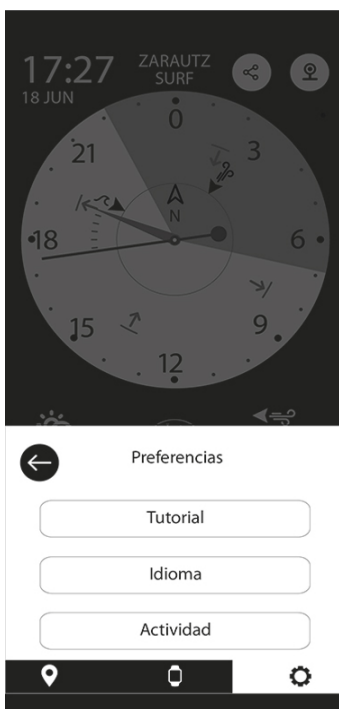 17:27
18 JUN
ZARAUTZ
SURF
0
21
3
N
18
6
15
9
12
Preferencias
Tutorial
Idioma
Actividad